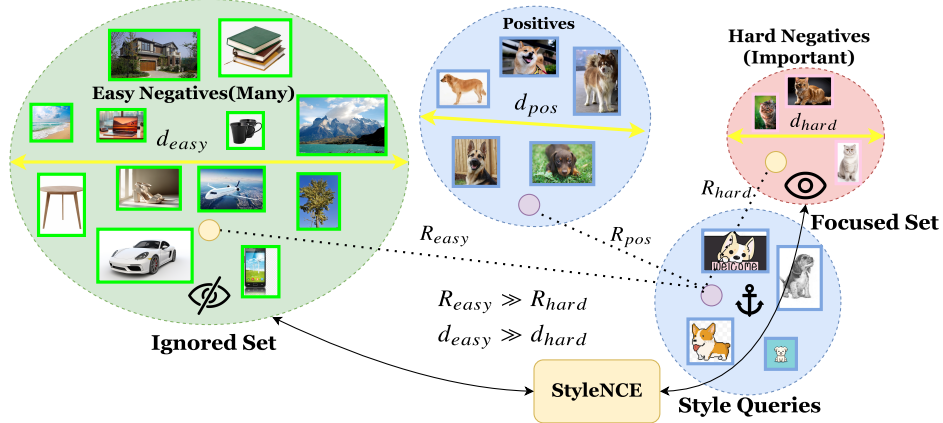 Positives
Hard Negatives
(Important)
Easy Negatives(Many)
d_easy
d_pos
d_hard
R_hard
R_easy
R_pos
Focused Set
WELCOME
R_easy ≫ R_hard
d_easy ≫ d_hard
Ignored Set
StyleNCE
Style Queries